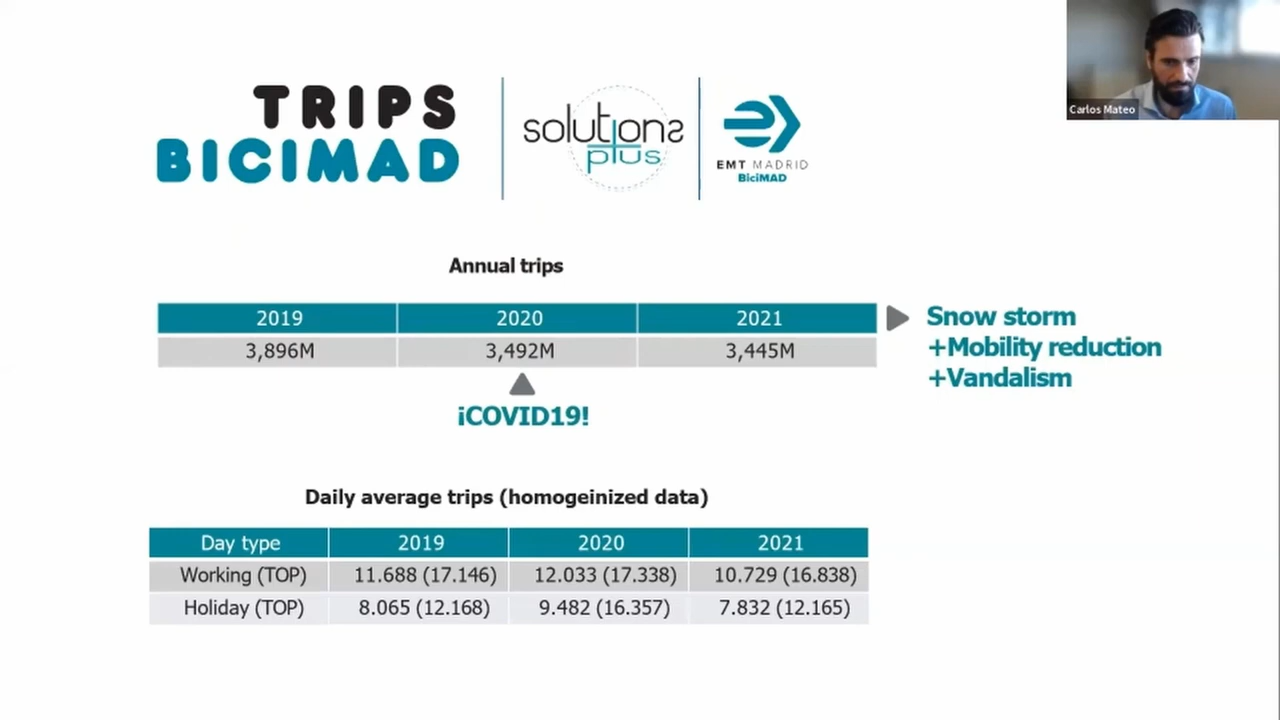 TRIPS
BICIMAD
solutions
plus
EMT MADRID
BiciMAD
Carlos Mateo
Annual trips
2019 2020 2021
3,896M 3,492M 3,445M
Snow storm
+Mobility reduction
+Vandalism
¡COVID19!
Daily average trips (homogeinized data)
Day type 2019 2020 2021
Working (TOP) 11.688 (17.146) 12.033 (17.338) 10.729 (16.838)
Holiday (TOP) 8.065 (12.168) 9.482 (16.357) 7.832 (12.165)